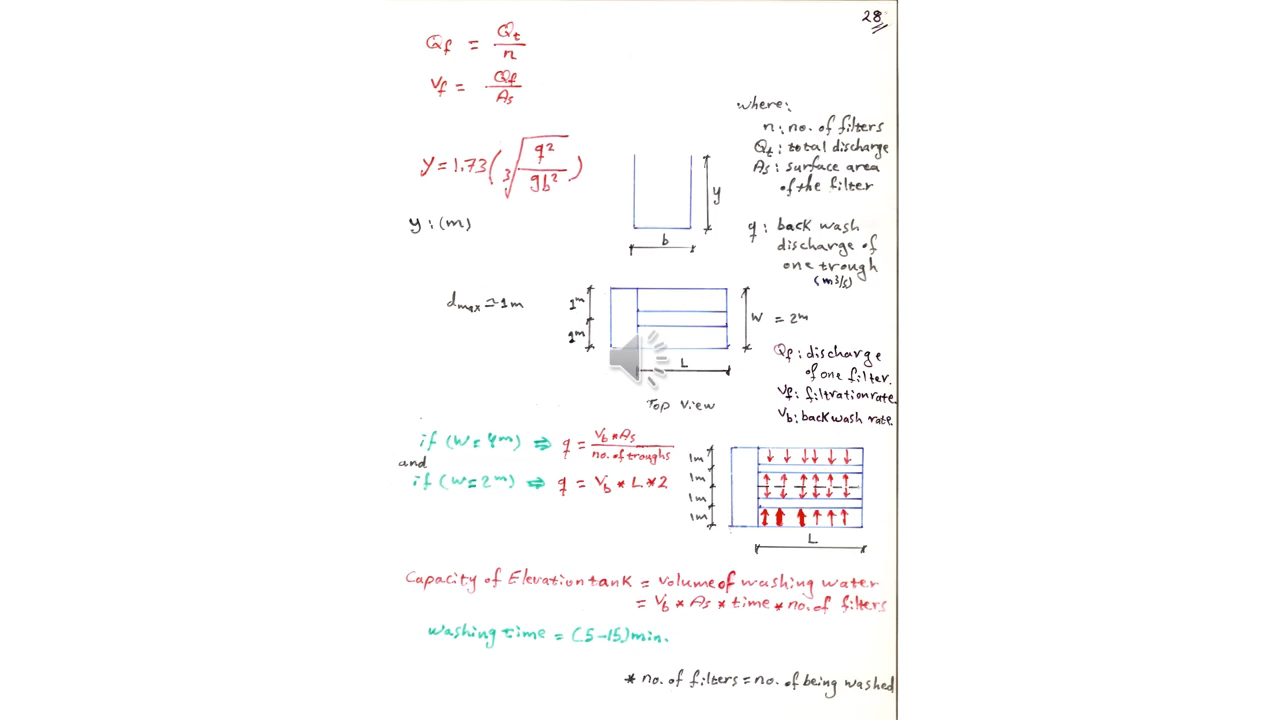 28
Qf = Qt / n
Vf = Qf / As
where:
n: no. of filters
Qt: total discharge
As: surface area
of the filter
y = 1.73 (∛(q² / gb²))
y
b
y : (m)
q: back wash
discharge of
one trough
(m³/s)
dmax ≃ 1m
1m
1m
W = 2m
L
Top View
Qf: discharge
of one filter.
Vf: filtration rate.
Vb: back wash rate.
if (W = 4m) ⇒ q = Vb * As / no. of troughs
and
if (W = 2m) ⇒ q = Vb * L * 2
1m
1m
1m
1m
L
Capacity of Elevation tank = volume of washing water
= Vb * As * time * no. of filters
Washing time = (5-15) min.
* no. of filters = no. of being washed